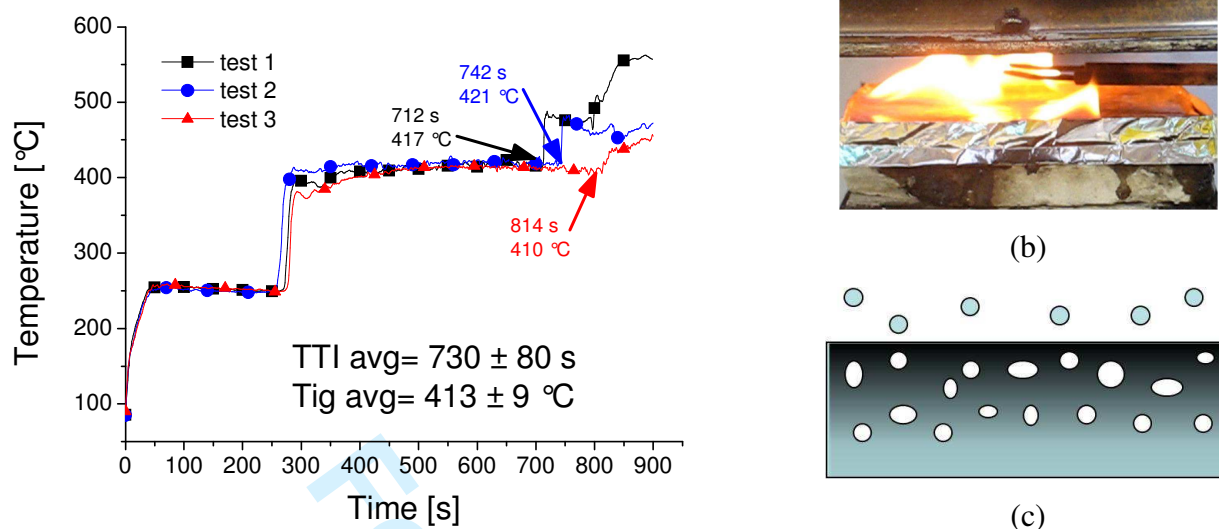 600
500
400
300
200
100
Temperature [°C]
test 1
test 2
test 3
742 s
421 °C
712 s
417 °C
814 s
410 °C
TTI avg= 730 ± 80 s
Tig avg= 413 ± 9 °C
0 100 200 300 400 500 600 700 800 900
Time [s]
(b)
(c)